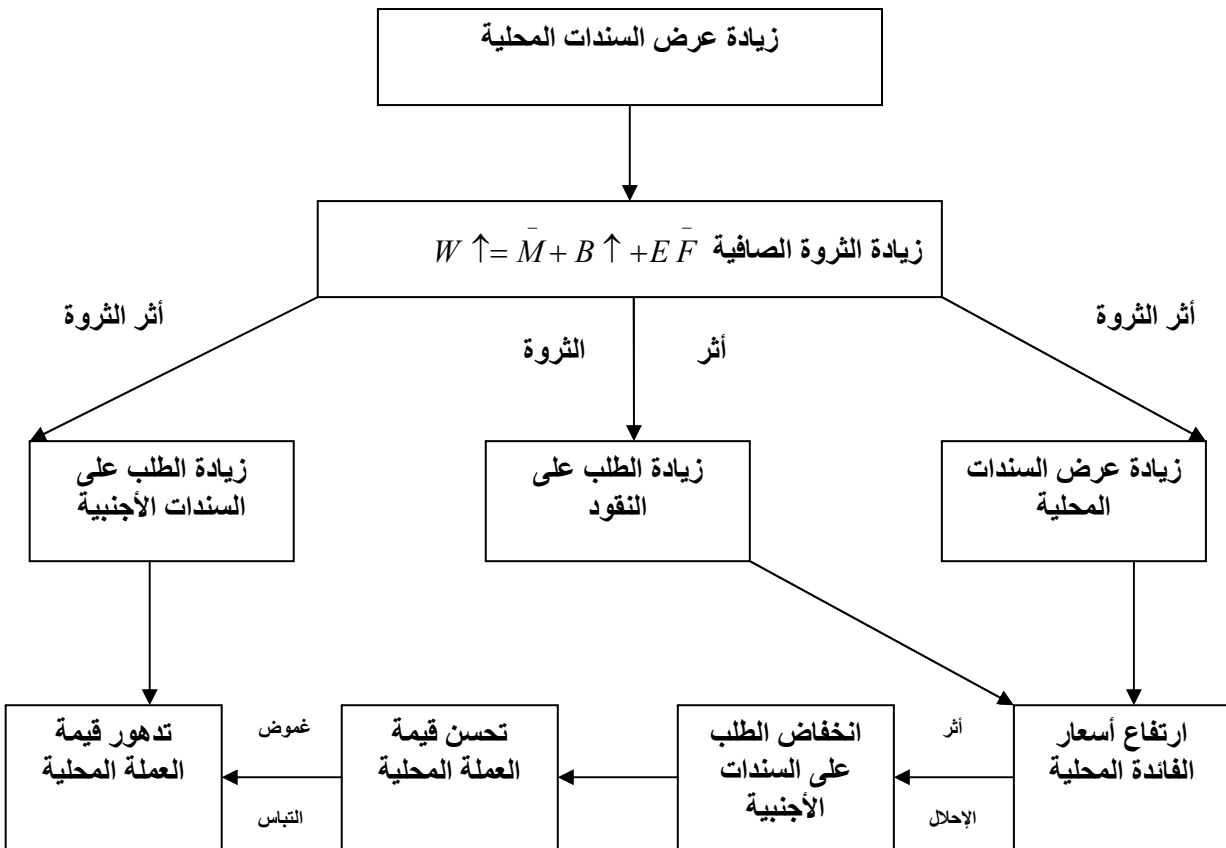 زيادة عرض السندات المحلية
زيادة الثروة الصافية W ↑= M̄ + B ↑ +E F̄
أثر الثروة
أثر الثروة
أثر الثروة
زيادة عرض السندات
المحلية
زيادة الطلب على
النقود
زيادة الطلب على
السندات الأجنبية
ارتفاع أسعار
الفائدة المحلية
أثر
الإحلال
انخفاض الطلب
على السندات
الأجنبية
تحسن قيمة
العملة المحلية
غموض
التباس
تدهور قيمة
العملة المحلية